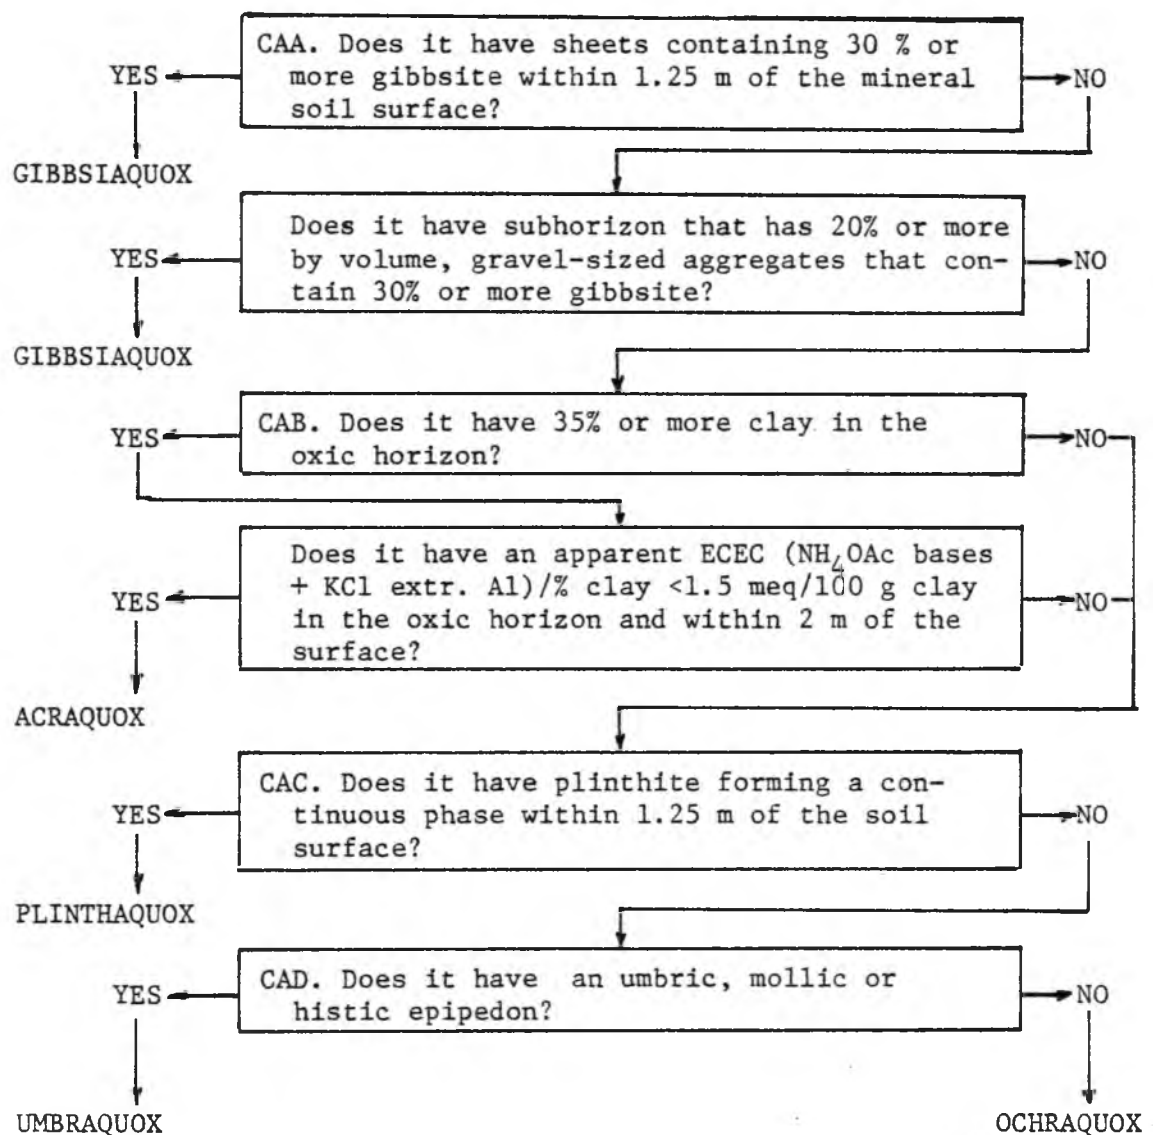 CAA. Does it have sheets containing 30 % or
more gibbsite within 1.25 m of the mineral
soil surface?
YES
NO
GIBBSIAQUOX
Does it have subhorizon that has 20% or more
by volume, gravel-sized aggregates that con-
tain 30% or more gibbsite?
YES
NO
GIBBSIAQUOX
CAB. Does it have 35% or more clay in the
oxic horizon?
YES
NO
Does it have an apparent ECEC (NH4OAc bases
+ KCl extr. Al)/% clay <1.5 meq/100 g clay
in the oxic horizon and within 2 m of the
surface?
YES
NO
ACRAQUOX
CAC. Does it have plinthite forming a con-
tinuous phase within 1.25 m of the soil
surface?
YES
NO
PLINTHAQUOX
CAD. Does it have an umbric, mollic or
histic epipedon?
YES
NO
UMBRAQUOX
OCHRAQUOX